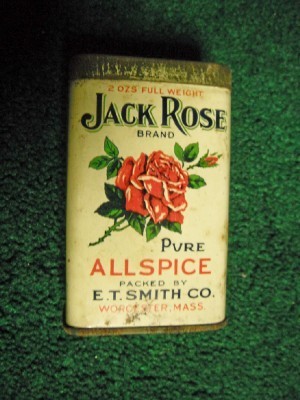 2 OZS FULL WEIGHT
JACK ROSE
BRAND
PURE
ALLSPICE
PACKED BY
E.T. SMITH CO.
WORCESTER, MASS.